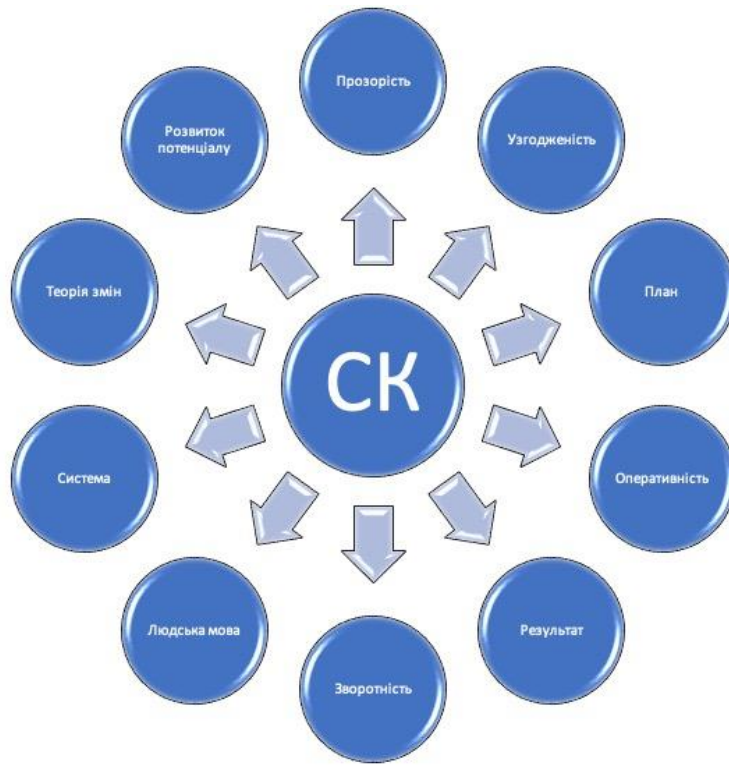 Прозорість
Узгодженість
План
Оперативність
Результат
Зворотність
Людська мова
Система
Теорія змін
Розвиток
потенціалу
СК